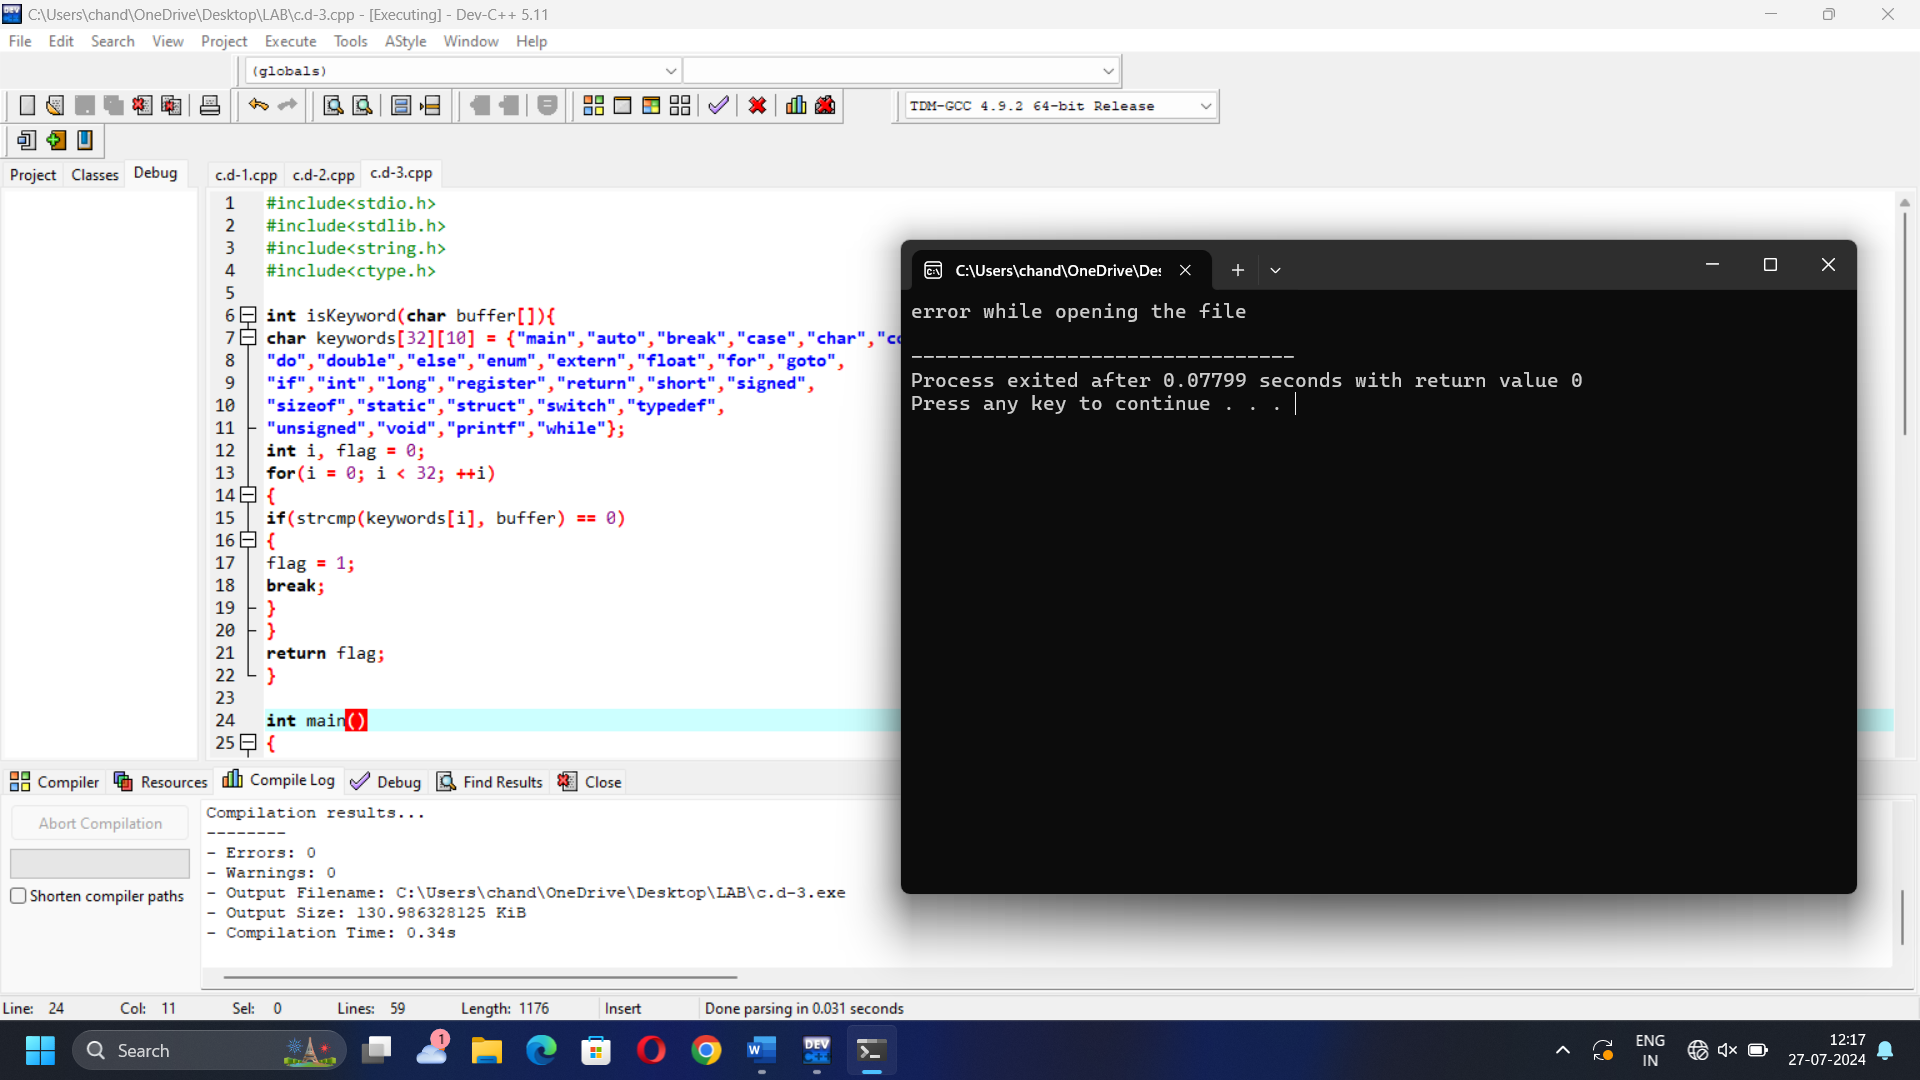 C:\Users\chand\OneDrive\Desktop\LAB\c.d-3.cpp - [Executing] - Dev-C++ 5.11
File Edit Search View Project Execute Tools AStyle Window Help
(globals)
TDM-GCC 4.9.2 64-bit Release
Project Classes Debug
c.d-1.cpp c.d-2.cpp c.d-3.cpp
1 #include<stdio.h>
2 #include<stdlib.h>
3 #include<string.h>
4 #include<ctype.h>
5
6 int isKeyword(char buffer[]){
7 char keywords[32][10] = {"main","auto","break","case","char","co
8 "do","double","else","enum","extern","float","for","goto",
9 "if","int","long","register","return","short","signed",
10 "sizeof","static","struct","switch","typedef",
11 "unsigned","void","printf","while"};
12 int i, flag = 0;
13 for(i = 0; i < 32; ++i)
14 {
15 if(strcmp(keywords[i], buffer) == 0)
16 {
17 flag = 1;
18 break;
19 }
20 }
21 return flag;
22 }
23
24 int main()
25 {
C:\Users\chand\OneDrive\Des
error while opening the file
--------------------------------
Process exited after 0.07799 seconds with return value 0
Press any key to continue . . .
Compiler Resources Compile Log Debug Find Results Close
Abort Compilation
Shorten compiler paths
Compilation results...
--------
- Errors: 0
- Warnings: 0
- Output Filename: C:\Users\chand\OneDrive\Desktop\LAB\c.d-3.exe
- Output Size: 130.986328125 KiB
- Compilation Time: 0.34s
Line: 24 Col: 11 Sel: 0 Lines: 59 Length: 1176 Insert Done parsing in 0.031 seconds
Search
1
DEV
C++
ENG
IN
12:17
27-07-2024